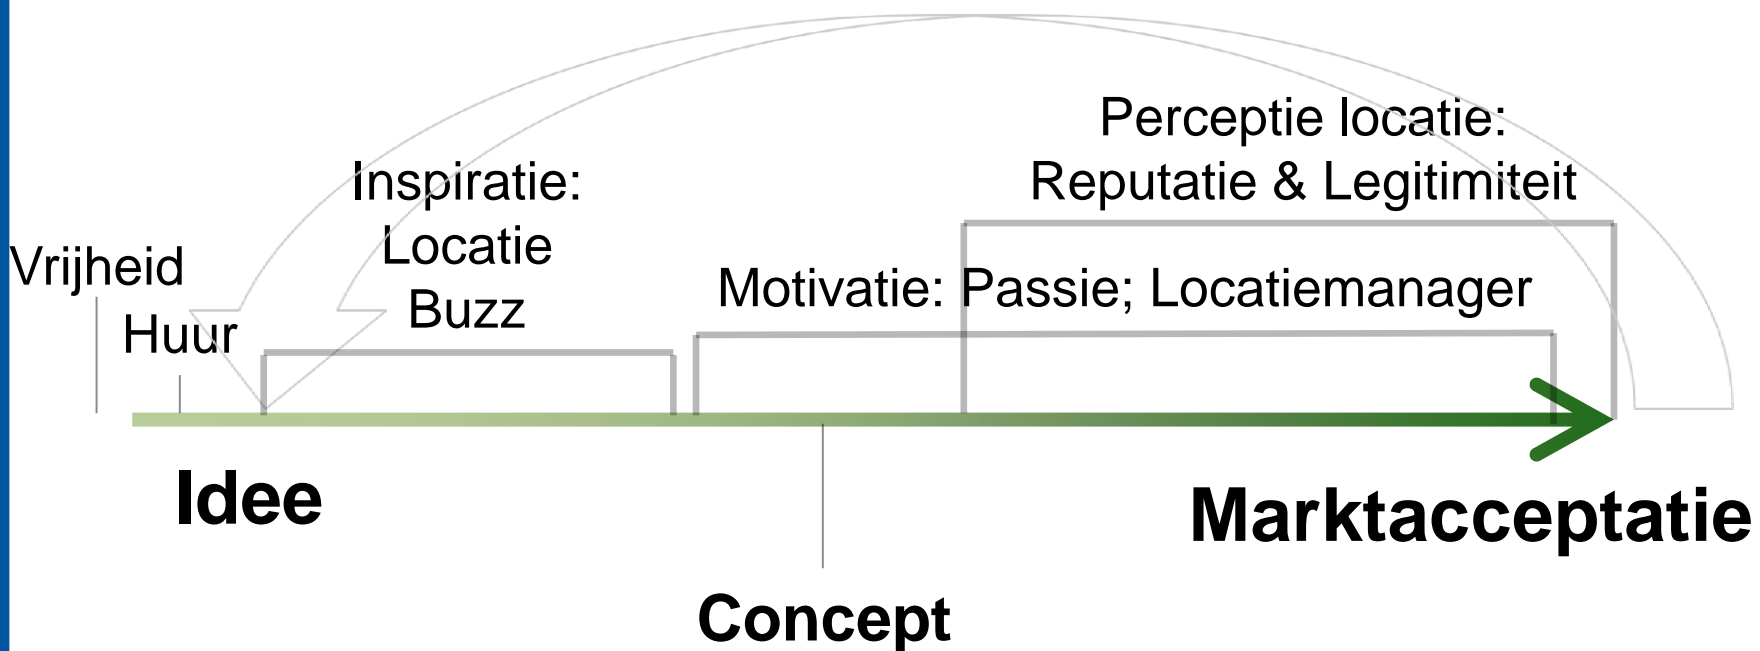 Perceptie locatie:
Reputatie & Legitimiteit
Inspiratie:
Locatie
Buzz
Vrijheid
Huur
Motivatie: Passie; Locatiemanager
Idee
Marktacceptatie
Concept